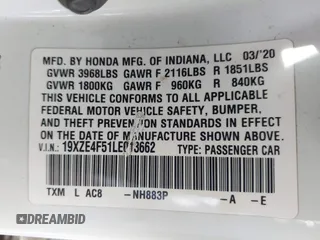 MFD. BY HONDA MFG. OF INDIANA, LLC 03/'20
GVWR 3968LBS GAWR F 2116LBS R 1851LBS
GVWR 1800KG GAWR F 960KG R 840KG
THIS VEHICLE CONFORMS TO ALL APPLICABLE
FEDERAL MOTOR VEHICLE SAFETY, BUMPER,
AND THEFT PREVENTION STANDARDS
IN EFFECT ON THE DATE OF
MANUFACTURE SHOWN ABOVE.
V.I.N.: 19XZE4F51LE013662 TYPE: PASSENGER CAR
TXM L AC8 -NH883P -A -E
DREAMBID